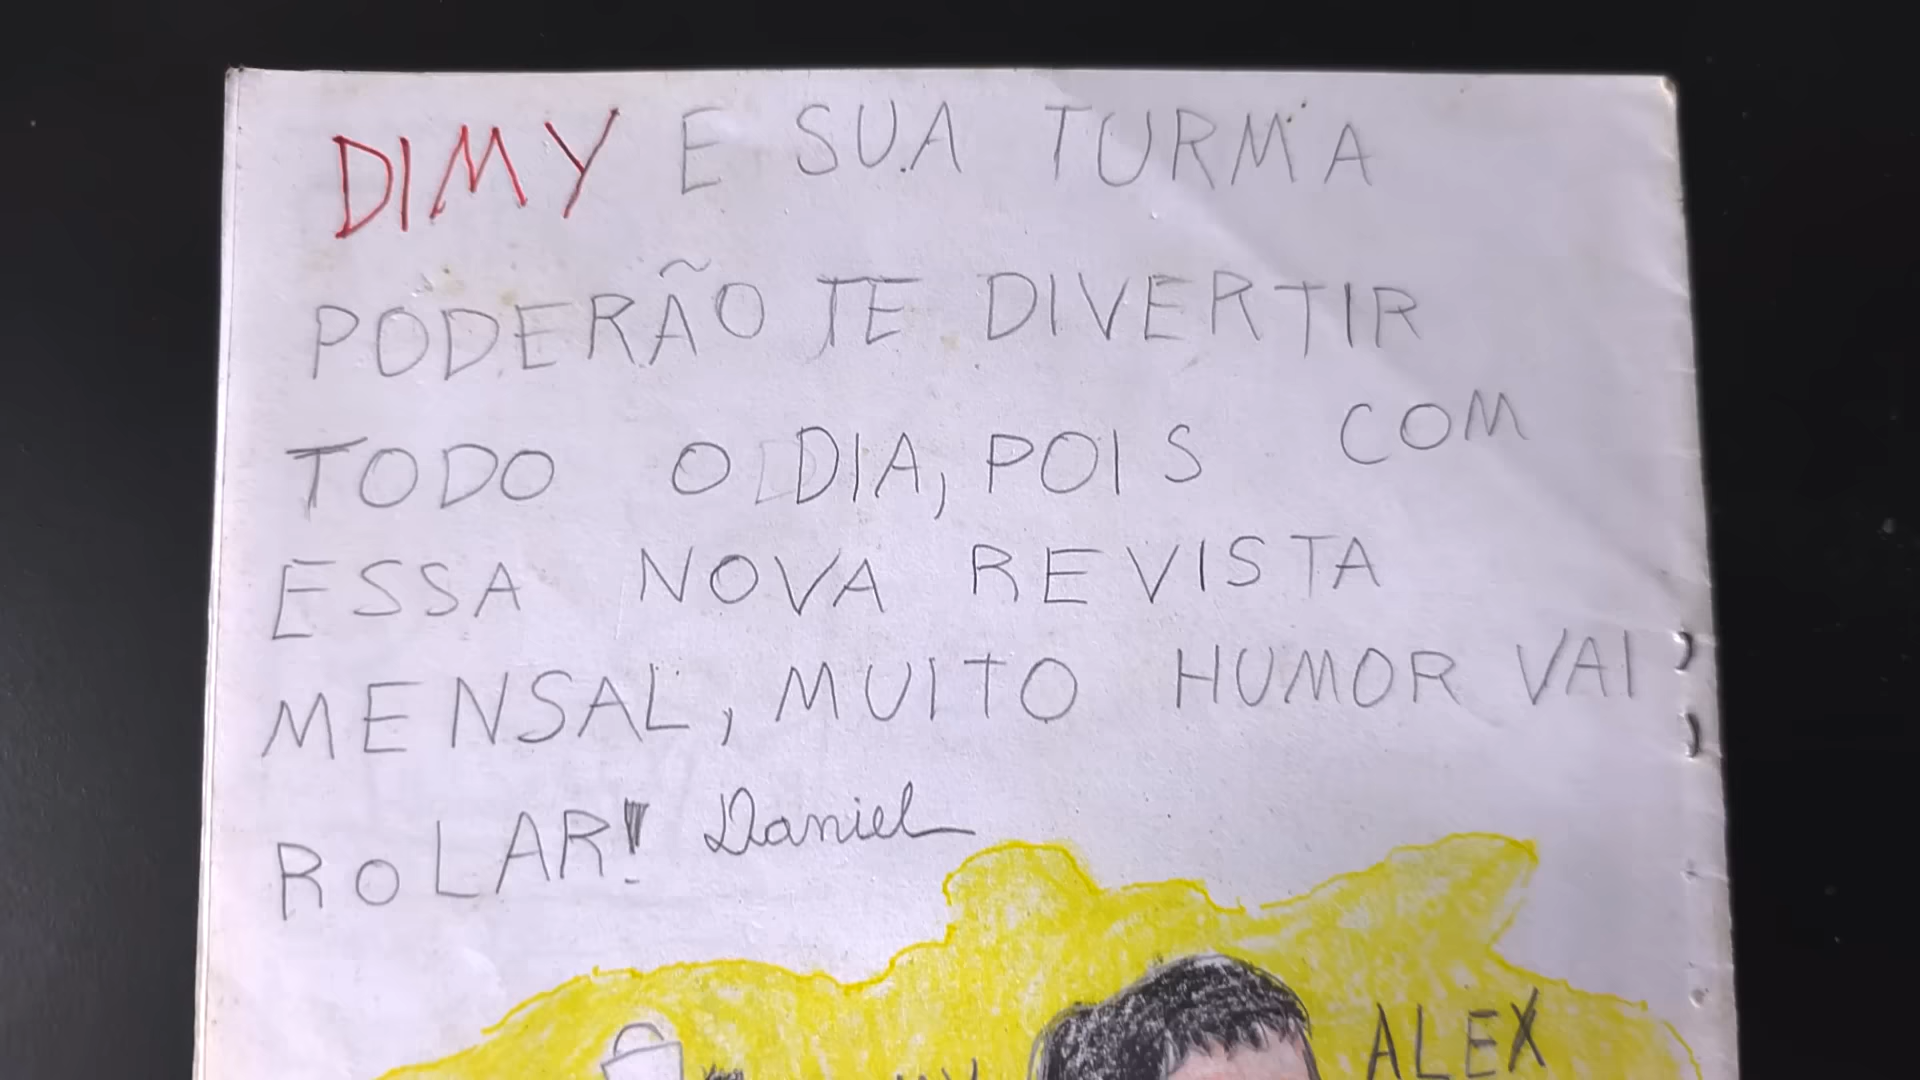 DIMY E SUA TURMA
PODERÃO TE DIVERTIR
TODO O DIA, POIS COM
ESSA NOVA REVISTA
MENSAL, MUITO HUMOR VAI
ROLAR! Daniel
ALEX